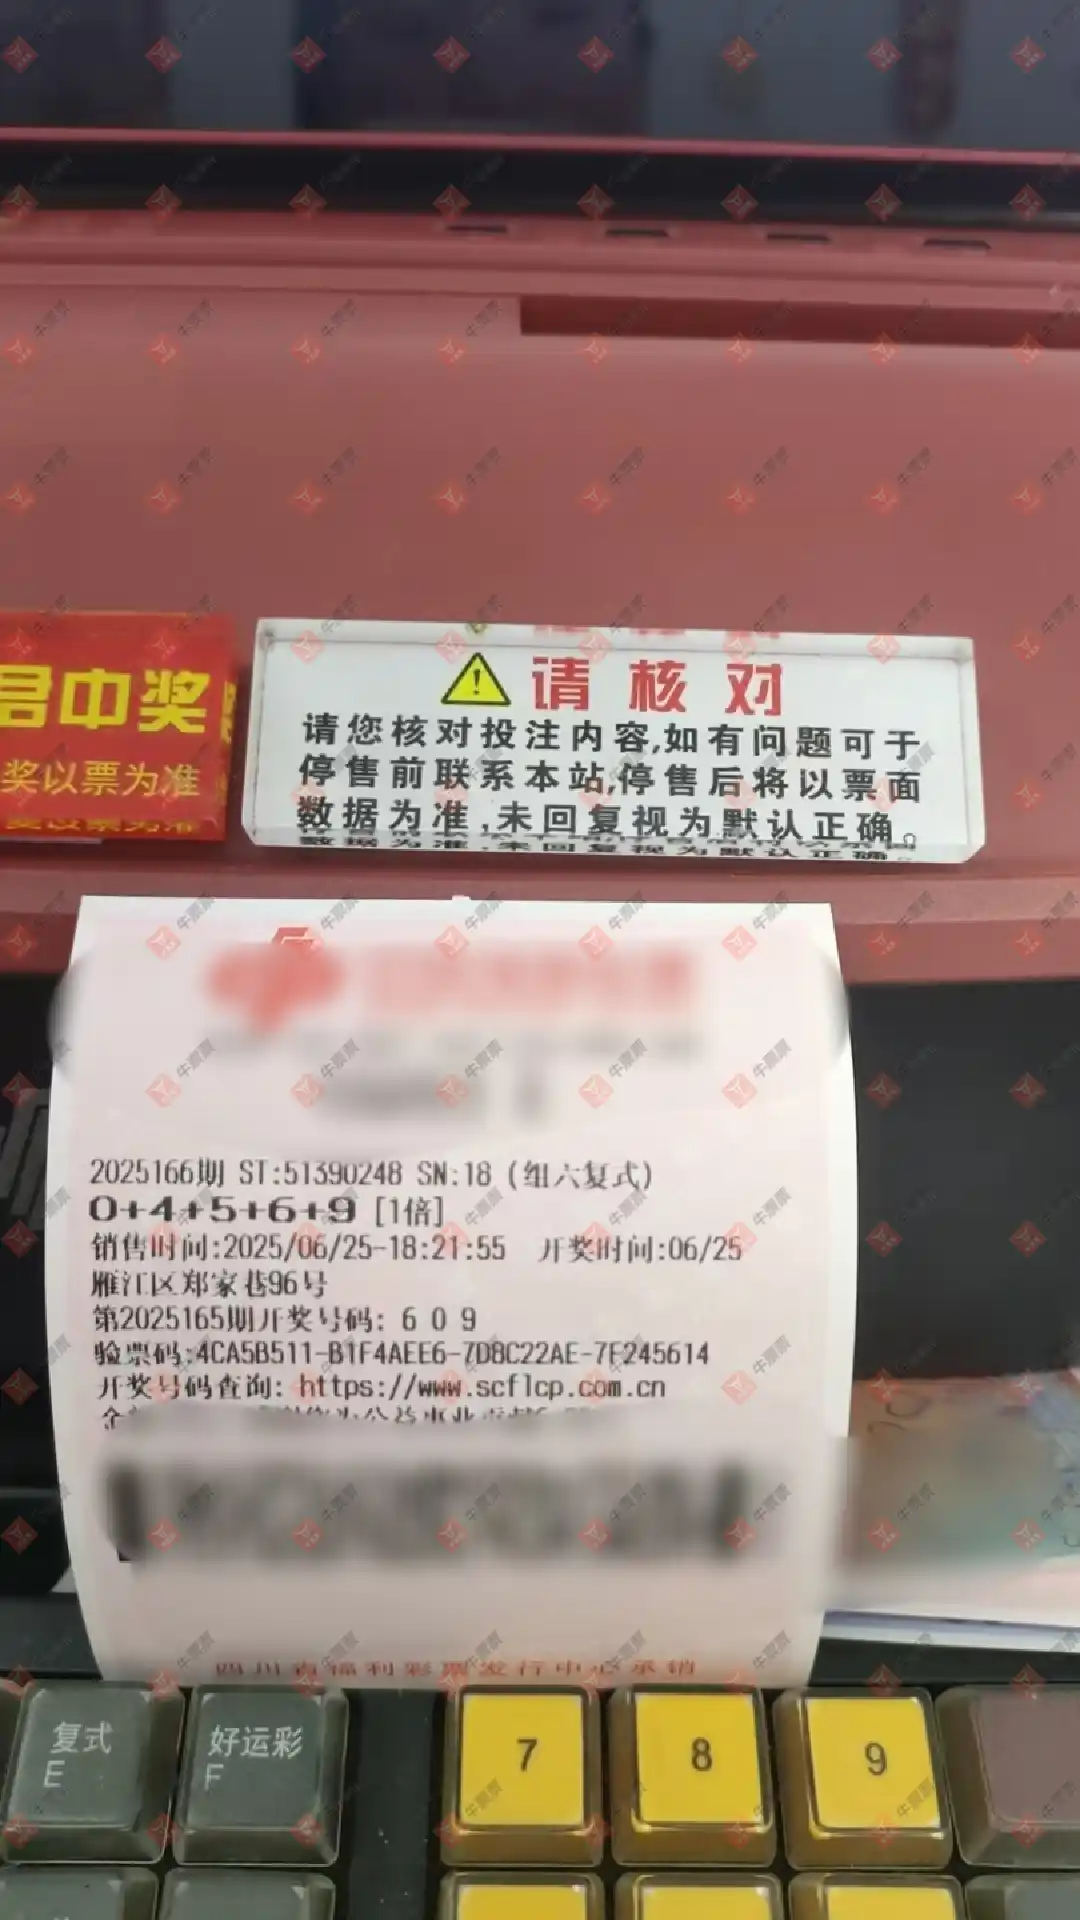 君中奖
奖以票为准
请核对
请您核对投注内容,如有问题可于
停售前联系本站,停售后将以票面
数据为准,未回复视为默认正确。
2025166期 ST:51390248 SN:18 (组六复式)
0+4+5+6+9 [1倍]
销售时间:2025/06/25-18:21:55 开奖时间:06/25
雁江区郑家巷96号
第2025165期开奖号码: 6 0 9
验票码:4CA5B511-B1F4AEE6-7D8C22AE-7E245614
开奖号码查询: https://www.scflcp.com.cn
四川省福利彩票发行中心承销
复式
E
好运彩
F
7
8
9
牛票票